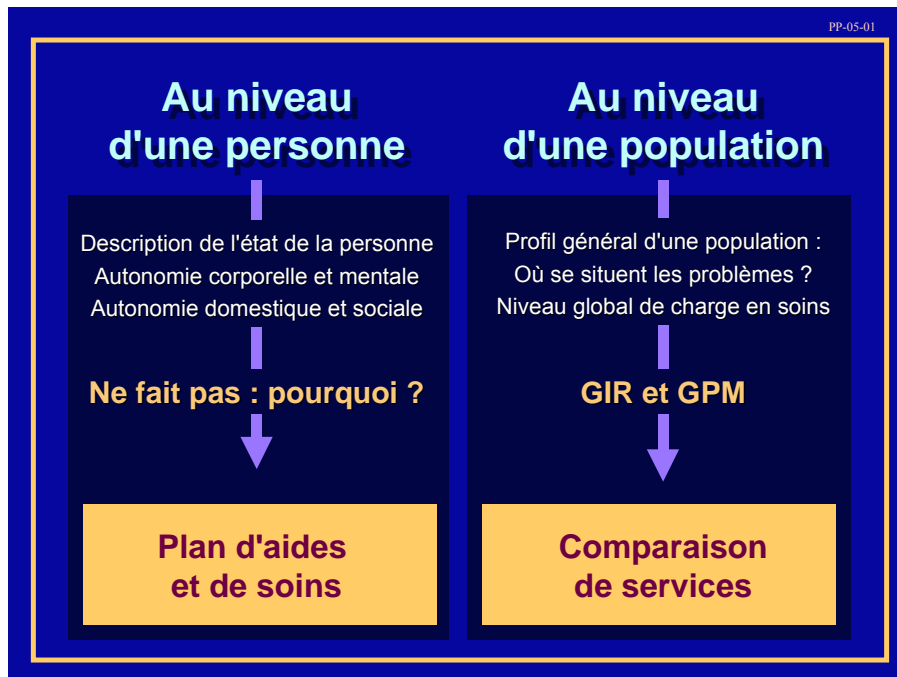 PP-05-01
Au niveau
d'une personne
Description de l'état de la personne
Autonomie corporelle et mentale
Autonomie domestique et sociale
Ne fait pas : pourquoi ?
Plan d'aides
et de soins
Au niveau
d'une population
Profil général d'une population :
Où se situent les problèmes ?
Niveau global de charge en soins
GIR et GPM
Comparaison
de services